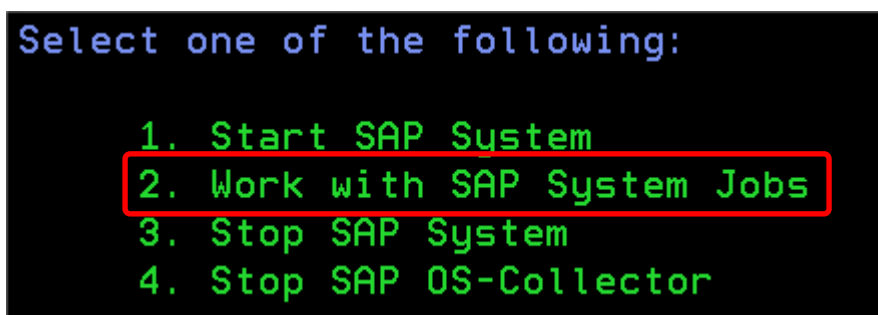 Select one of the following:
1. Start SAP System
2. Work with SAP System Jobs
3. Stop SAP System
4. Stop SAP OS-Collector